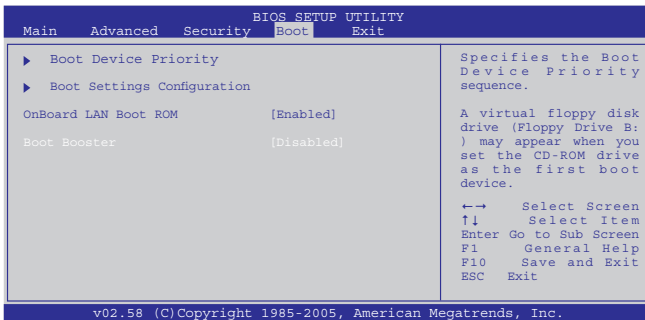 BIOS SETUP UTILITY
Main Advanced Security Boot Exit
Boot Device Priority
Boot Settings Configuration
OnBoard LAN Boot ROM [Enabled]
Boot Booster [Disabled]
Specifies the Boot
Device Priority
sequence.
A virtual floppy disk
drive (Floppy Drive B:
) may appear when you
set the CD-ROM drive
as the first boot
device.
←→ Select Screen
↑↓ Select Item
Enter Go to Sub Screen
F1 General Help
F10 Save and Exit
ESC Exit
v02.58 (C)Copyright 1985-2005, American Megatrends, Inc.